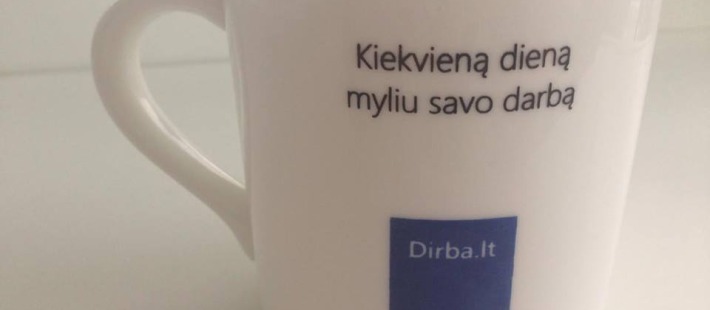 Kiekvieną dieną
myliu savo darbą
Dirba.lt